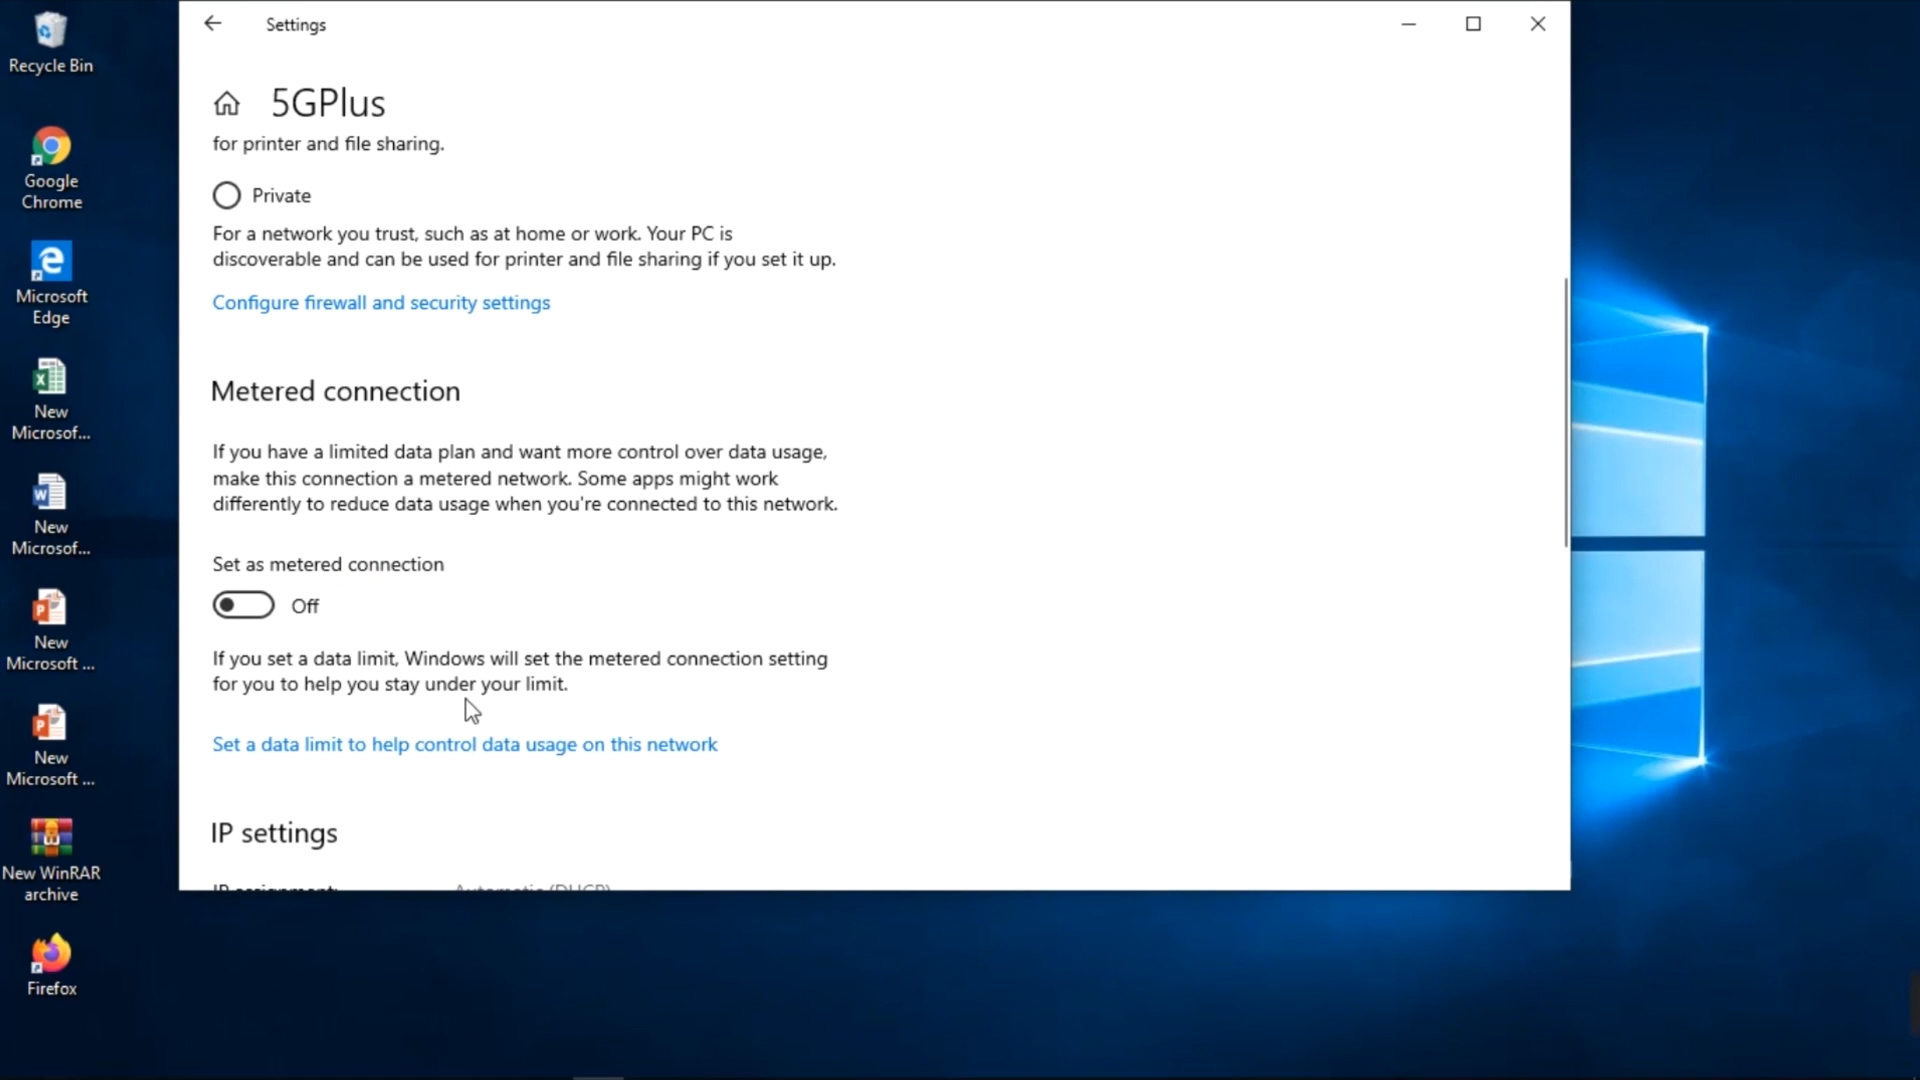 Settings
5GPlus
for printer and file sharing.
Private
For a network you trust, such as at home or work. Your PC is
discoverable and can be used for printer and file sharing if you set it up.
Configure firewall and security settings
Metered connection
If you have a limited data plan and want more control over data usage,
make this connection a metered network. Some apps might work
differently to reduce data usage when you're connected to this network.
Set as metered connection
Off
If you set a data limit, Windows will set the metered connection setting
for you to help you stay under your limit.
Set a data limit to help control data usage on this network
IP settings
IP assignment: Automatic (DHCP)
Recycle Bin
Google
Chrome
Microsoft
Edge
New
Microsof...
New
Microsof...
New
Microsoft ...
New
Microsoft ...
New WinRAR
archive
Firefox